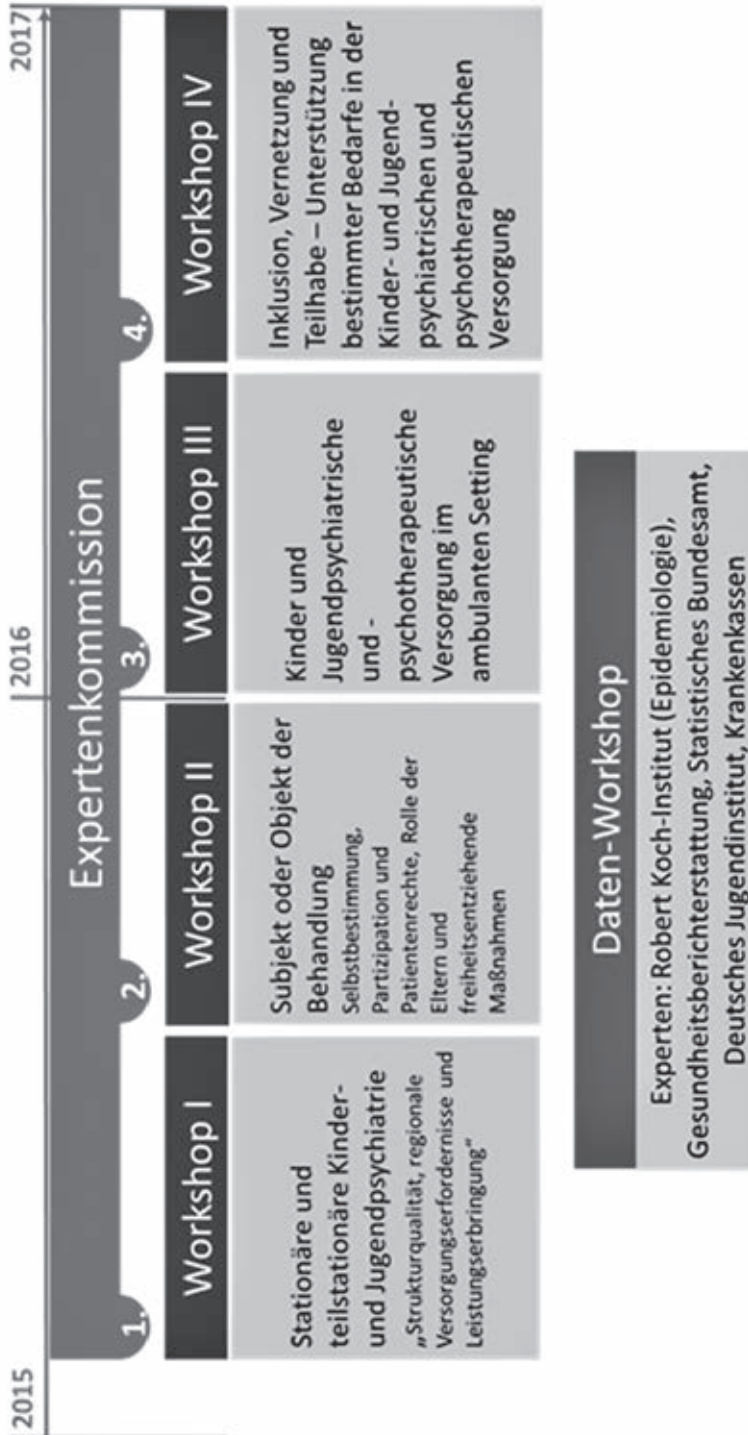 2015
2016
2017
Expertenkommission
1.
2.
3.
4.
Workshop I
Stationäre und
teilstationäre Kinder-
und Jugendpsychiatrie
„Strukturqualität, regionale
Versorgungserfordernisse und
Leistungserbringung“
Workshop II
Subjekt oder Objekt der
Behandlung
Selbstbestimmung,
Partizipation und
Patientenrechte, Rolle der
Eltern und
freiheitsentziehende
Maßnahmen
Workshop III
Kinder und
Jugendpsychiatrische
und -
psychotherapeutische
Versorgung im
ambulanten Setting
Workshop IV
Inklusion, Vernetzung und
Teilhabe – Unterstützung
bestimmter Bedarfe in der
Kinder- und Jugend-
psychiatrischen und
psychotherapeutischen
Versorgung
Daten-Workshop
Experten: Robert Koch-Institut (Epidemiologie),
Gesundheitsberichterstattung, Statistisches Bundesamt,
Deutsches Jugendinstitut, Krankenkassen